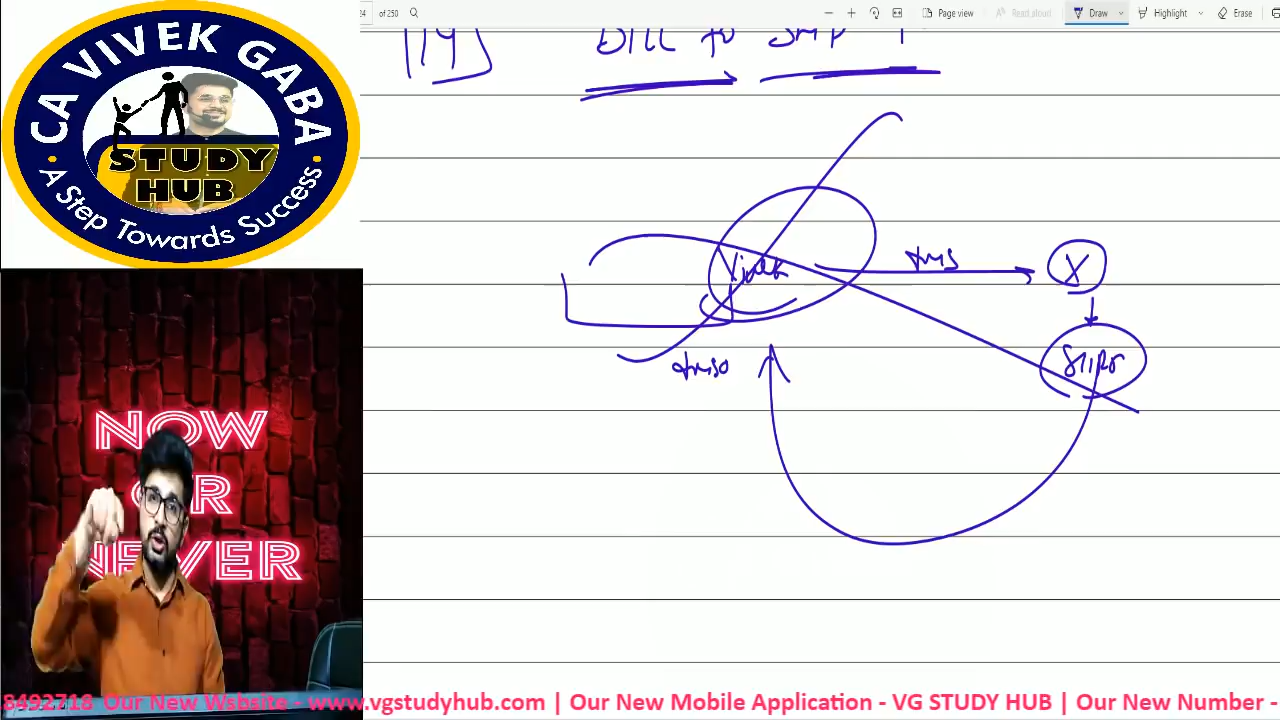 24 of 250
Page view
Read aloud
Draw
Highlight
Erase
CA VIVEK GABA
STUDY
HUB
A Step Towards Success
114)
Bill to Ship T
Vivek
X
NOW
OR
NEVER
8492718 Our New Wsbsite - www.vgstudyhub.com | Our New Mobile Application - VG STUDY HUB | Our New Number -